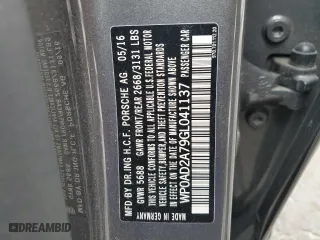 MFD BY DR.ING H.C.F. PORSCHE AG 05/16
GVWR 5688 GAWR FRONT/REAR 2668/3131 LBS
THIS VEHICLE CONFORMS TO ALL APPLICABLE U.S. FEDERAL MOTOR
VEHICLE SAFETY, BUMPER, AND THEFT PREVENTION STANDARDS
IN EFFECT ON THE DATE OF MANUFACTURE SHOWN ABOVE.
WP0AD2A79GL041137 PASSENGER CAR
MADE IN GERMANY
AUTOBIDMASTER